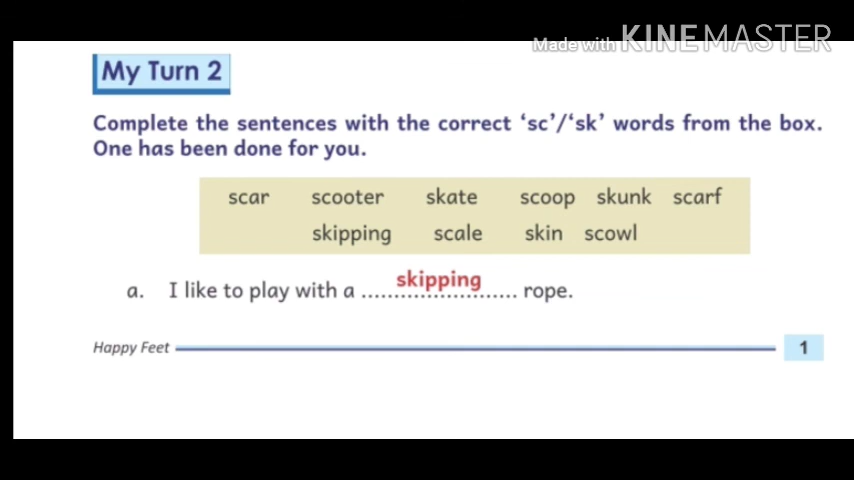 Made with KINEMASTER
My Turn 2
Complete the sentences with the correct ‘sc’/‘sk’ words from the box.
One has been done for you.
scar scooter skate scoop skunk scarf
skipping scale skin scowl
a. I like to play with a ........................ rope.
skipping
Happy Feet 1